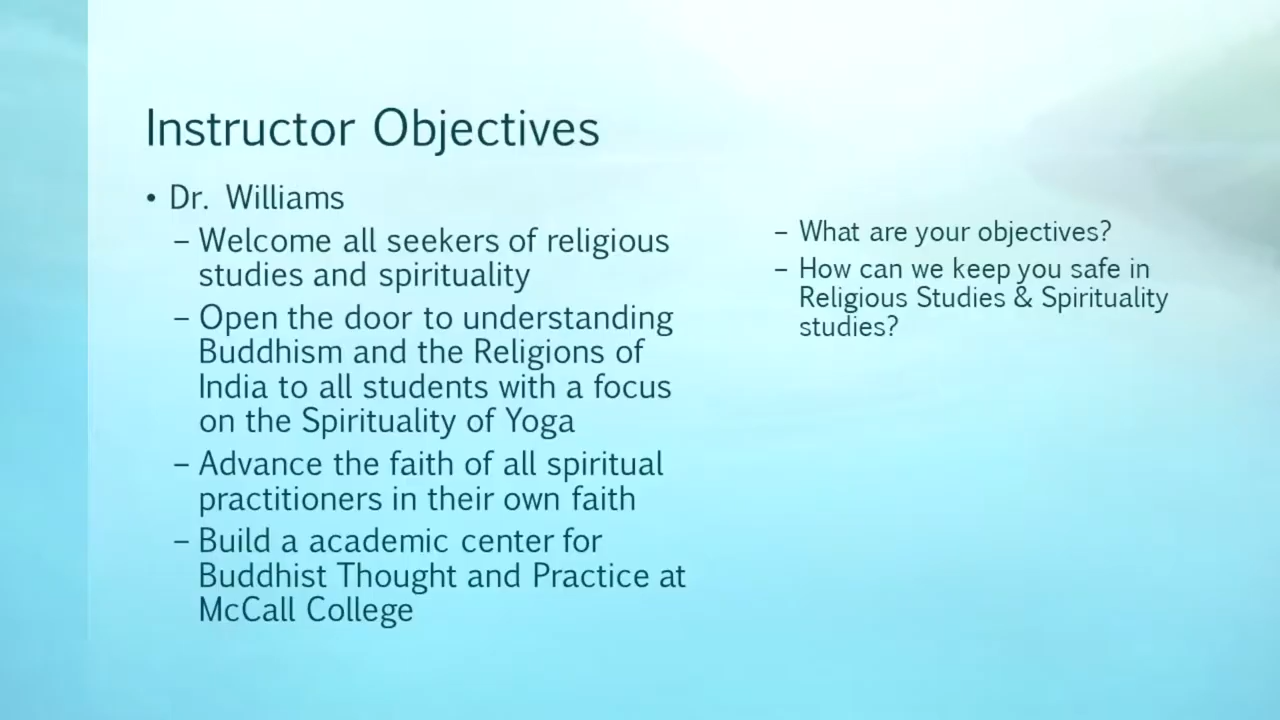 Instructor Objectives
• Dr. Williams
– Welcome all seekers of religious
studies and spirituality
– Open the door to understanding
Buddhism and the Religions of
India to all students with a focus
on the Spirituality of Yoga
– Advance the faith of all spiritual
practitioners in their own faith
– Build a academic center for
Buddhist Thought and Practice at
McCall College
– What are your objectives?
– How can we keep you safe in
Religious Studies & Spirituality
studies?